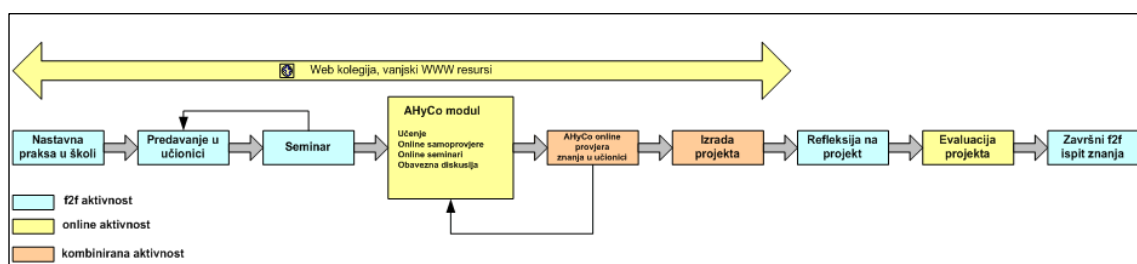 Web kolegija, vanjski WWW resursi
Nastavna
praksa u školi
Predavanje u
učionici
Seminar
AHyCo modul
Učenje
Online samoprovjere
Online seminari
Obavezna diskusija
AHyCo online
provjera
znanja u učionici
Izrada
projekta
Refleksija na
projekt
Evaluacija
projekta
Završni f2f
ispit znanja
f2f aktivnost
online aktivnost
kombinirana aktivnost